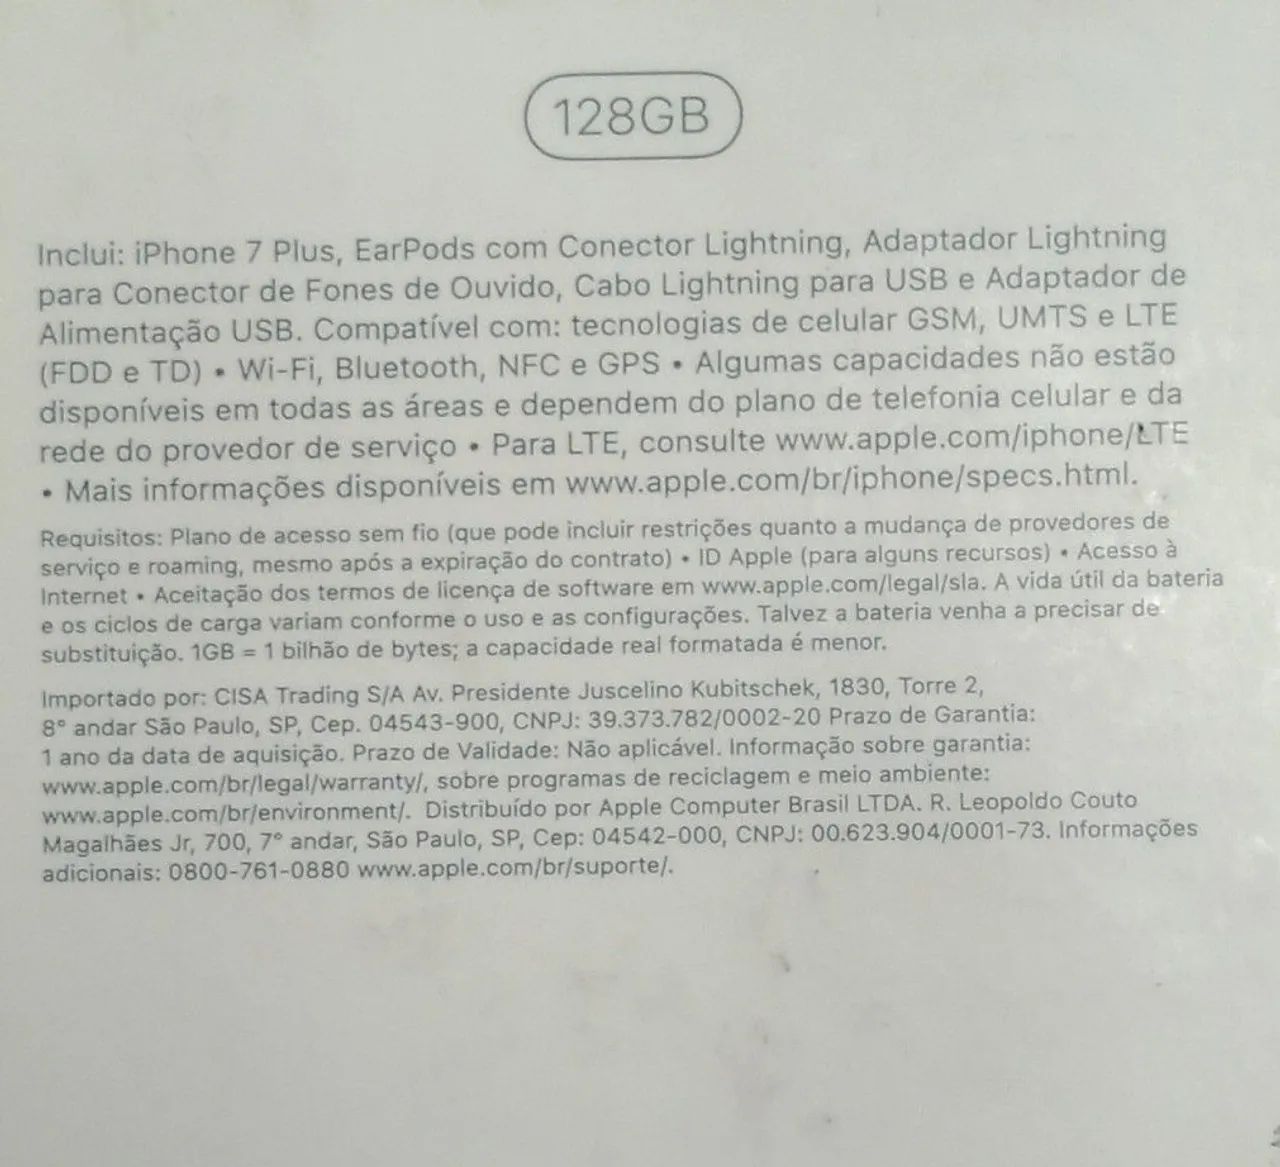 128GB
Inclui: iPhone 7 Plus, EarPods com Conector Lightning, Adaptador Lightning
para Conector de Fones de Ouvido, Cabo Lightning para USB e Adaptador de
Alimentação USB. Compatível com: tecnologias de celular GSM, UMTS e LTE
(FDD e TD) • Wi-Fi, Bluetooth, NFC e GPS • Algumas capacidades não estão
disponíveis em todas as áreas e dependem do plano de telefonia celular e da
rede do provedor de serviço • Para LTE, consulte www.apple.com/iphone/LTE
• Mais informações disponíveis em www.apple.com/br/iphone/specs.html.
Requisitos: Plano de acesso sem fio (que pode incluir restrições quanto a mudança de provedores de
serviço e roaming, mesmo após a expiração do contrato) • ID Apple (para alguns recursos) • Acesso à
Internet • Aceitação dos termos de licença de software em www.apple.com/legal/sla. A vida útil da bateria
e os ciclos de carga variam conforme o uso e as configurações. Talvez a bateria venha a precisar de
substituição. 1GB = 1 bilhão de bytes; a capacidade real formatada é menor.
Importado por: CISA Trading S/A Av. Presidente Juscelino Kubitschek, 1830, Torre 2,
8° andar São Paulo, SP, Cep. 04543-900, CNPJ: 39.373.782/0002-20 Prazo de Garantia:
1 ano da data de aquisição. Prazo de Validade: Não aplicável. Informação sobre garantia:
www.apple.com/br/legal/warranty/, sobre programas de reciclagem e meio ambiente:
www.apple.com/br/environment/. Distribuído por Apple Computer Brasil LTDA. R. Leopoldo Couto
Magalhães Jr, 700, 7° andar, São Paulo, SP, Cep: 04542-000, CNPJ: 00.623.904/0001-73. Informações
adicionais: 0800-761-0880 www.apple.com/br/suporte/.